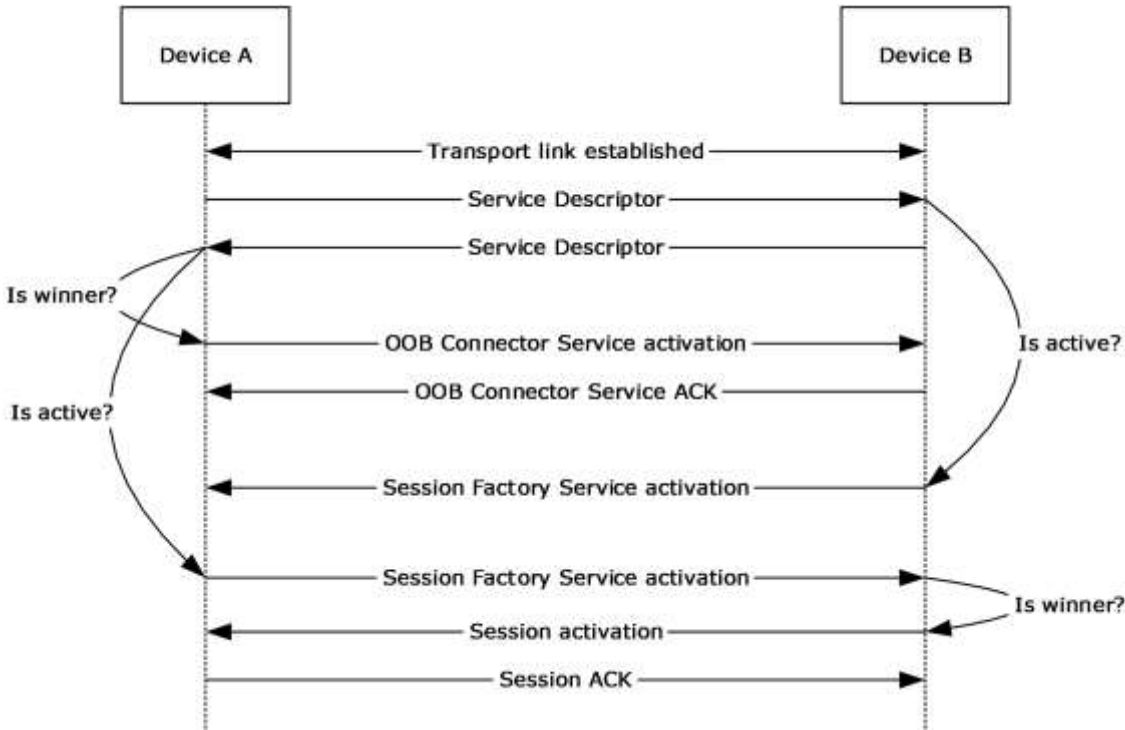 Device A
Device B
Transport link established
Service Descriptor
Service Descriptor
Is winner?
OOB Connector Service activation
Is active?
OOB Connector Service ACK
Is active?
Session Factory Service activation
Session Factory Service activation
Is winner?
Session activation
Session ACK